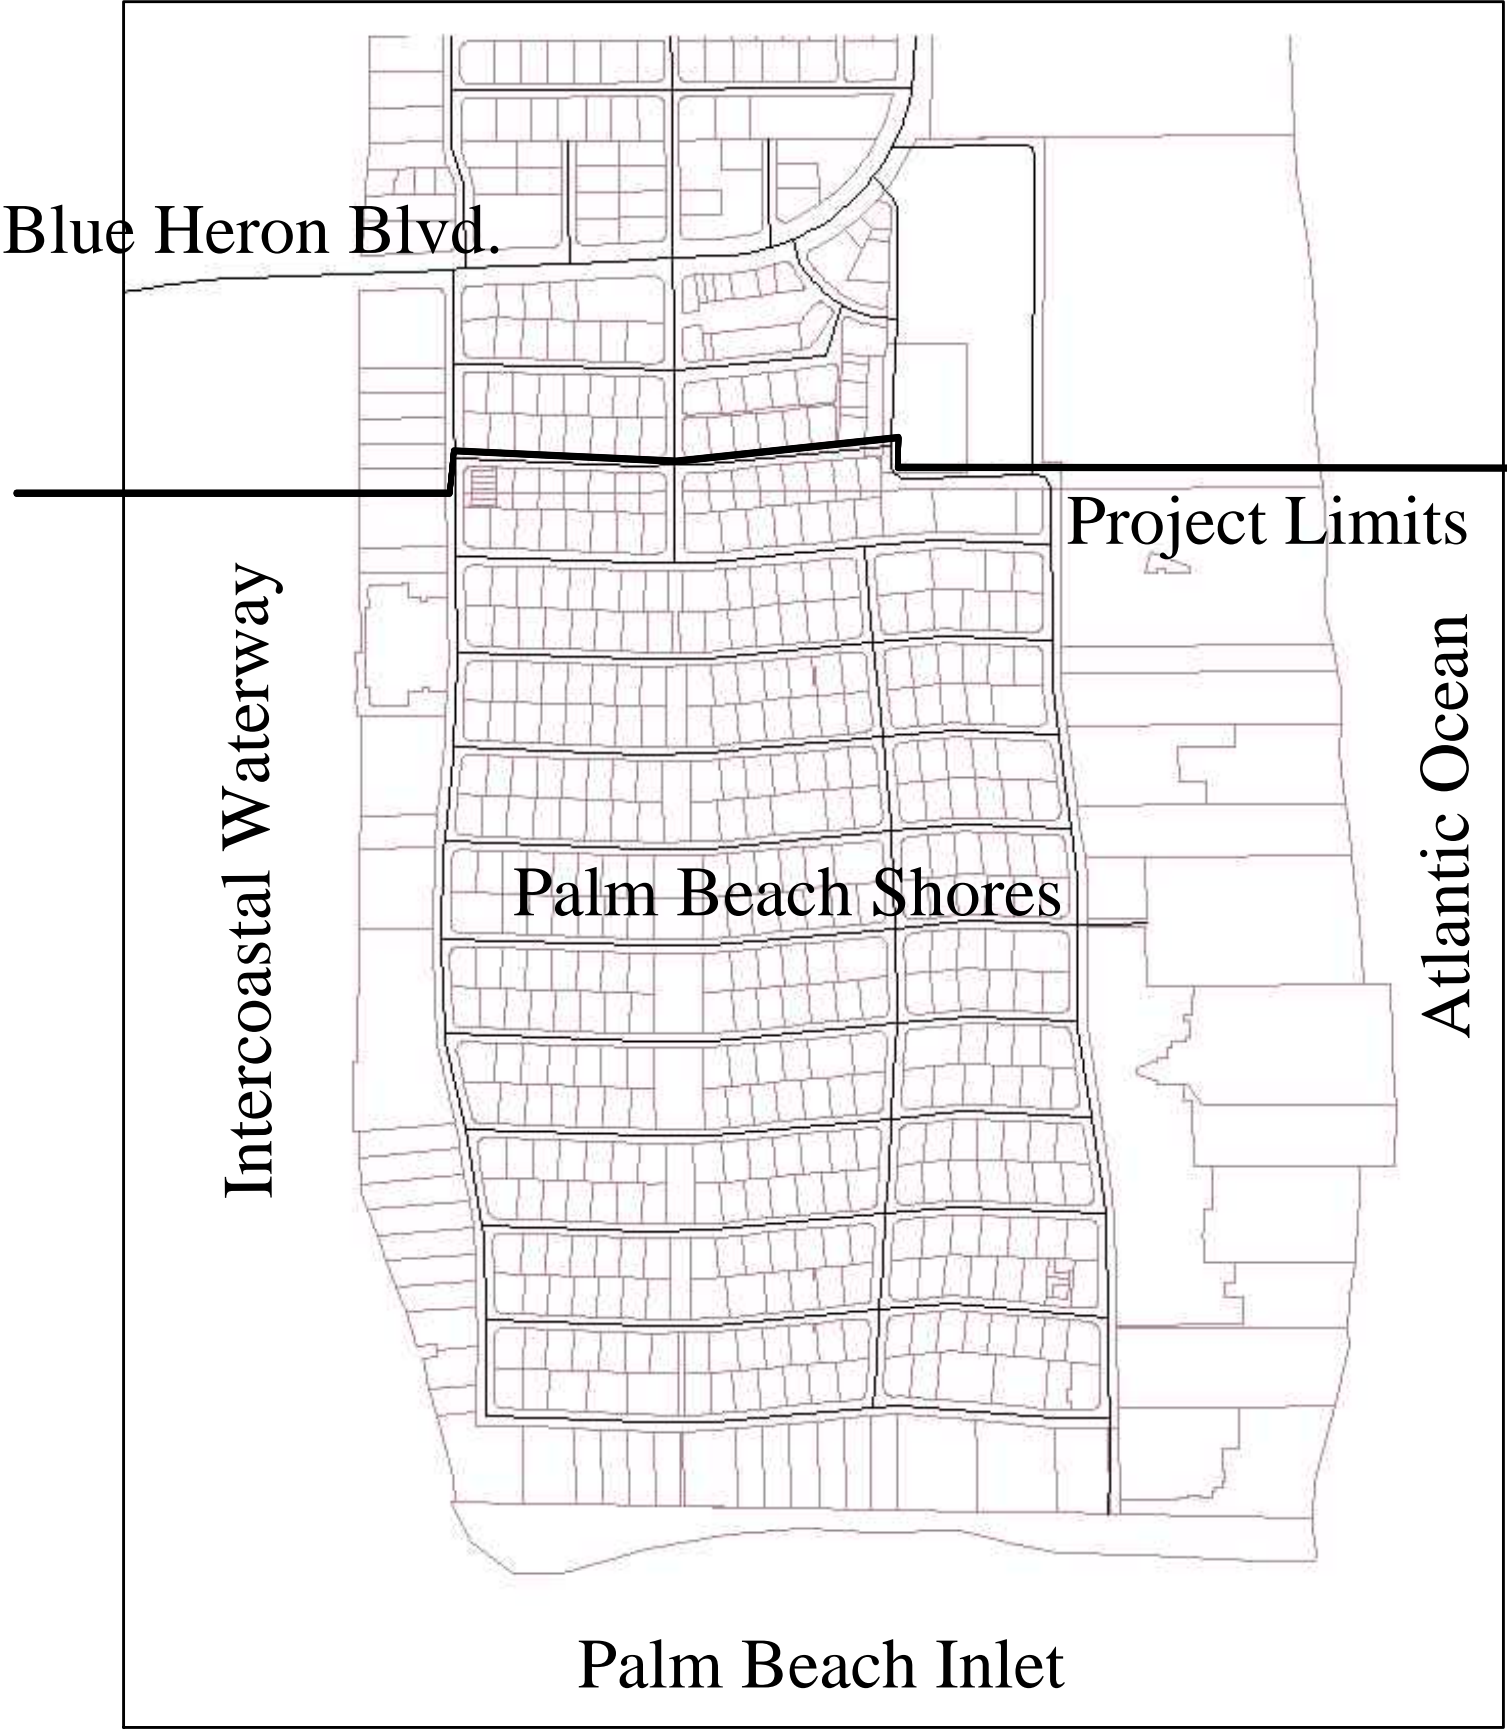 Blue Heron Blvd.
Project Limits
Intercoastal Waterway
Atlantic Ocean
Palm Beach Shores
Palm Beach Inlet